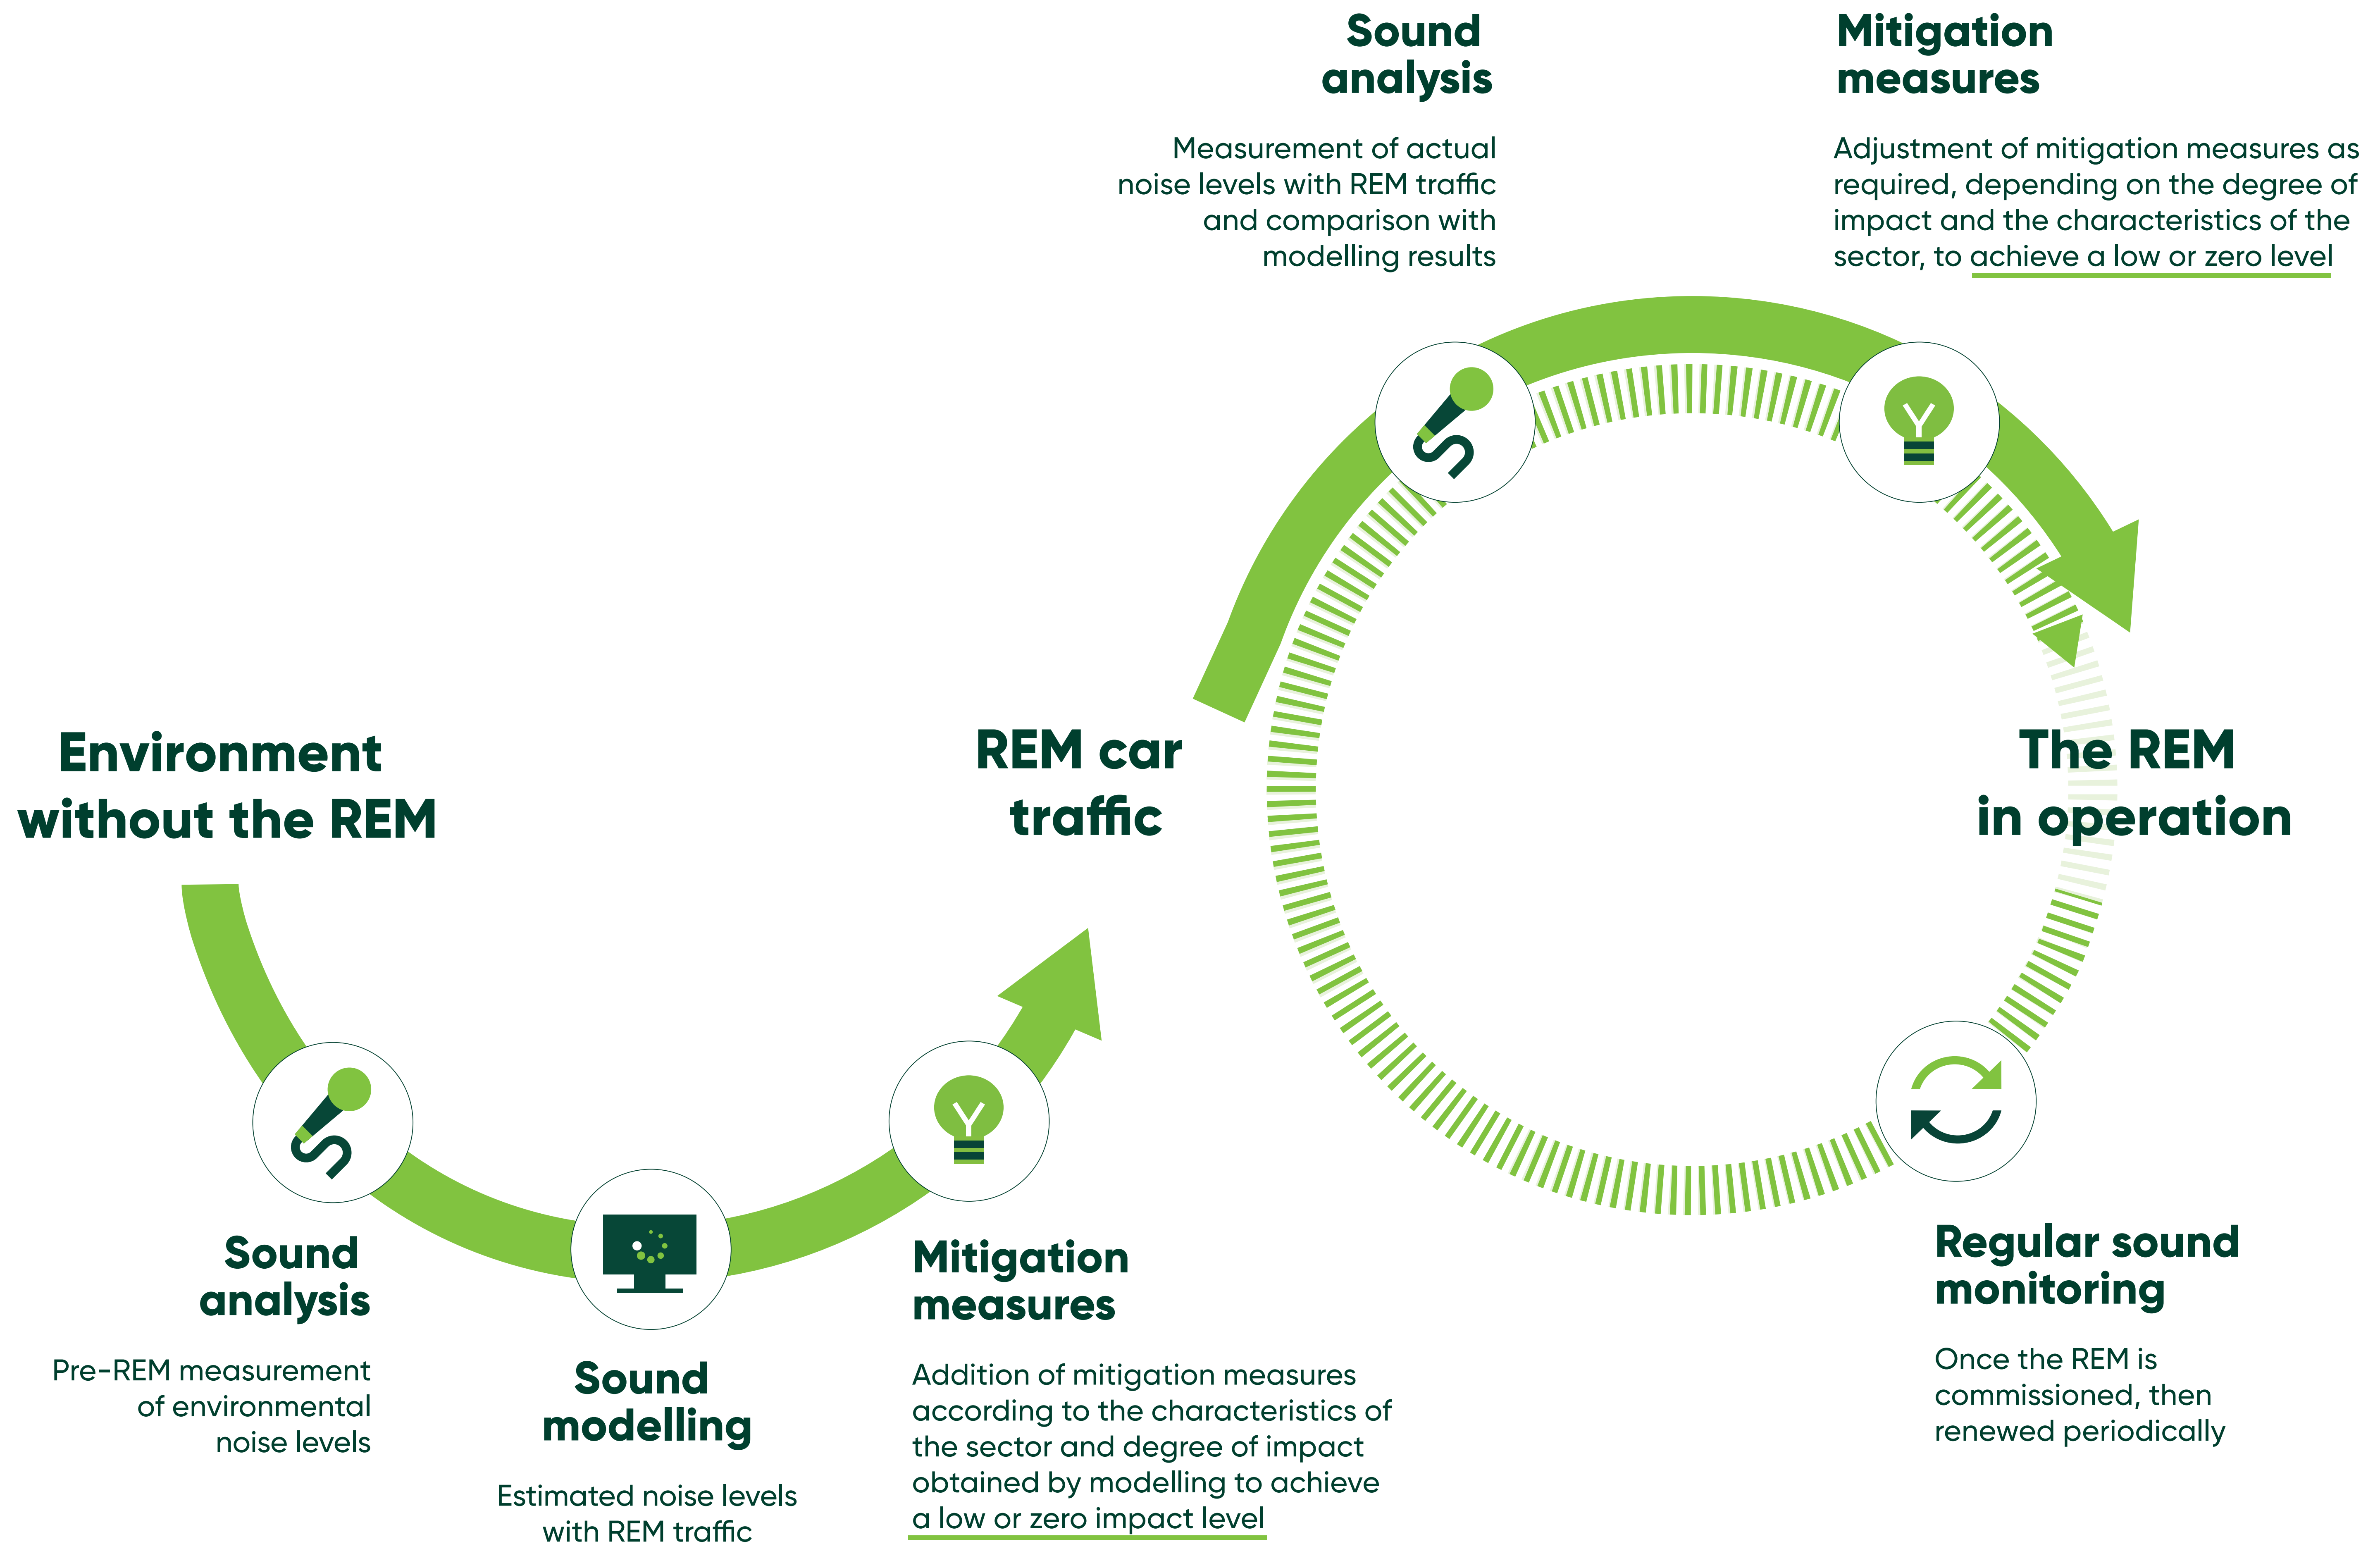 Environment
without the REM
Sound
analysis
Pre-REM measurement
of environmental
noise levels
Sound
modelling
Estimated noise levels
with REM traffic
Mitigation
measures
Addition of mitigation measures
according to the characteristics of
the sector and degree of impact
obtained by modelling to achieve
a low or zero impact level
REM car
traffic
Sound
analysis
Measurement of actual
noise levels with REM traffic
and comparison with
modelling results
Mitigation
measures
Adjustment of mitigation measures as
required, depending on the degree of
impact and the characteristics of the
sector, to achieve a low or zero level
The REM
in operation
Regular sound
monitoring
Once the REM is
commissioned, then
renewed periodically